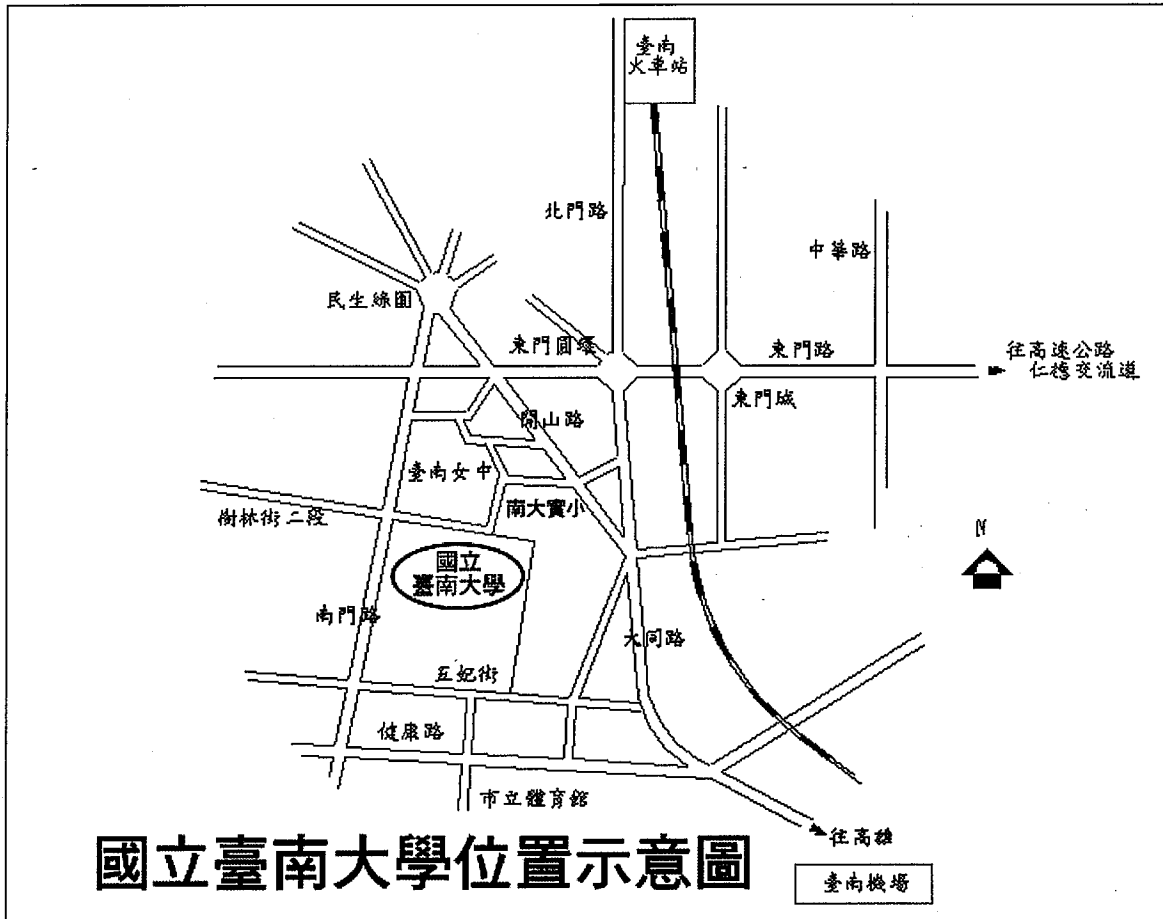 臺南
火車站
北門路
中華路
民生綠園
東門圓環
東門路
往高速公路
仁德交流道
東門城
開山路
臺南女中
南大實小
樹林街二段
N
國立
臺南大學
南門路
大同路
五妃街
健康路
市立體育館
往高雄
國立臺南大學位置示意圖
臺南機場